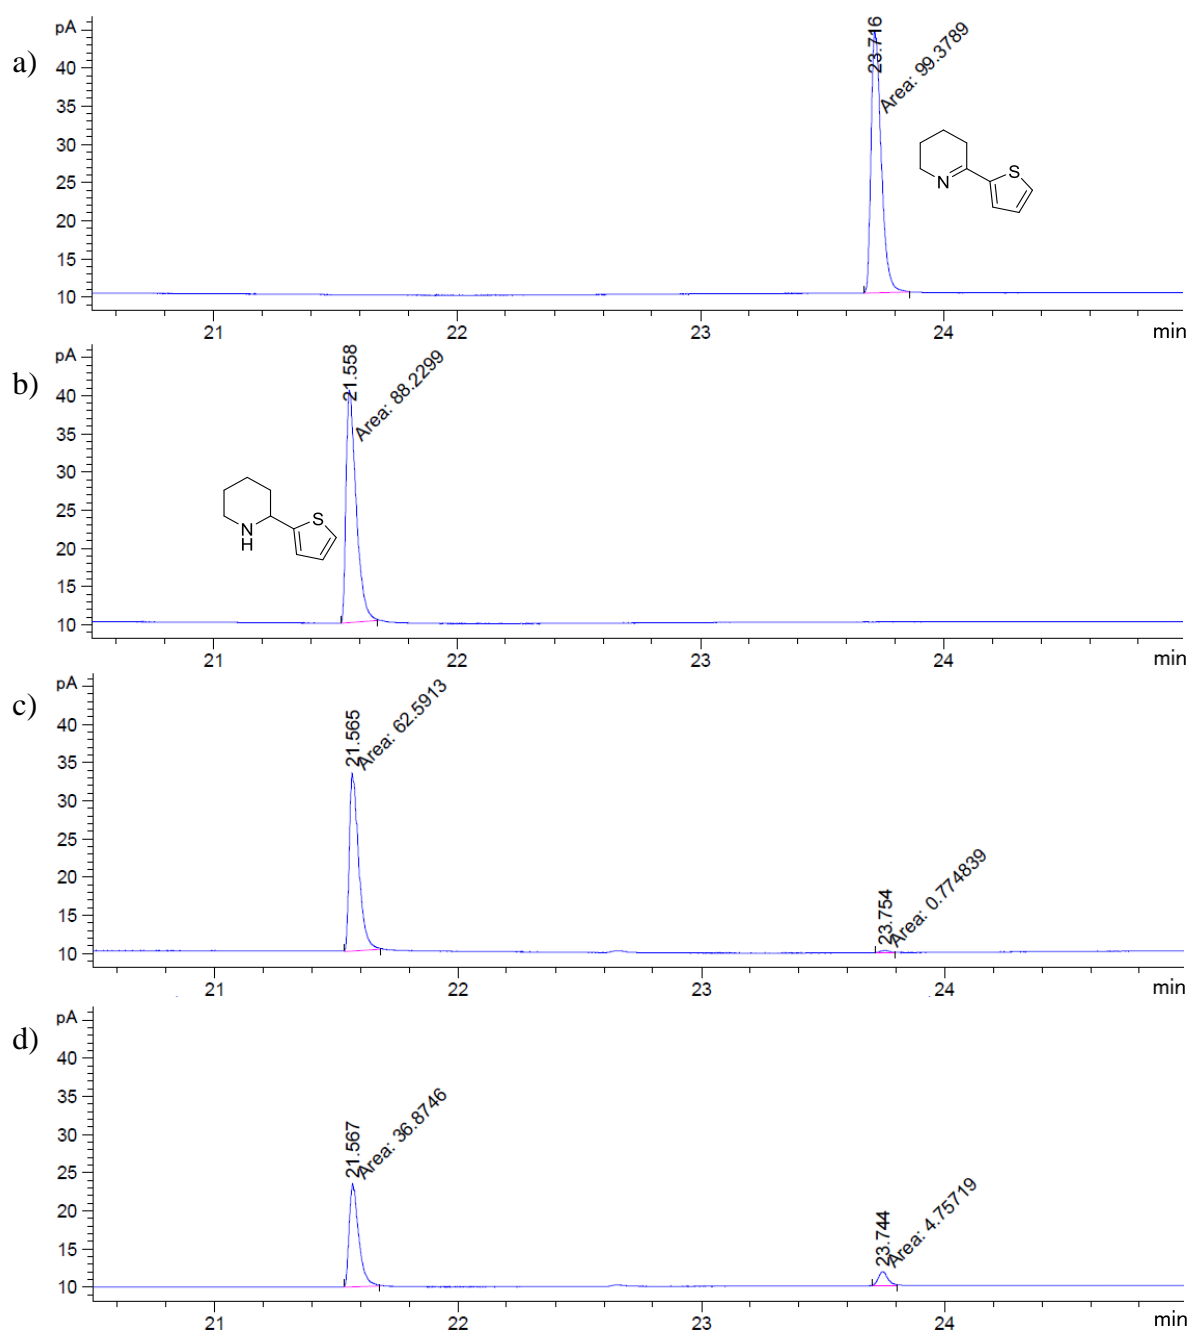 a)
pA
40
35
30
25
20
15
10
23.716
Area: 99.3789
N
S
21
22
23
24
min
b)
pA
40
35
30
25
20
15
10
21.558
Area: 88.2299
N
H
S
21
22
23
24
min
c)
pA
40
35
30
25
20
15
10
21.565
Area: 62.5913
23.754
Area: 0.774839
21
22
23
24
min
d)
pA
40
35
30
25
20
15
10
21.567
Area: 36.8746
23.744
Area: 4.75719
21
22
23
24
min